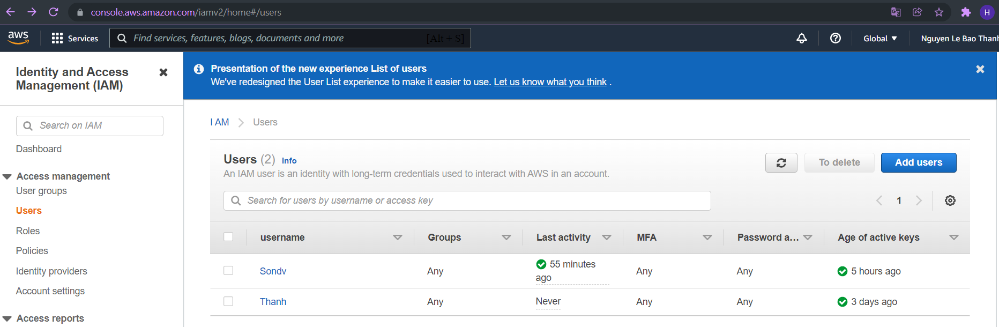 console.aws.amazon.com/iamv2/home#/users
H
aws
Services
Find services, features, blogs, documents and more
[Alt + S]
Global
Nguyen Le Bao Thanh
Identity and Access
Management (IAM)
Search on IAM
Dashboard
Access management
User groups
Users
Roles
Policies
Identity providers
Account settings
Access reports
Presentation of the new experience List of users
We've redesigned the User List experience to make it easier to use. Let us know what you think .
I AM
Users
Users (2) Info
An IAM user is an identity with long-term credentials used to interact with AWS in an account.
To delete
Add users
Search for users by username or access key
1
username Groups Last activity MFA Password a... Age of active keys
Sondv Any 55 minutes ago Any Any 5 hours ago
Thanh Any Never Any Any 3 days ago